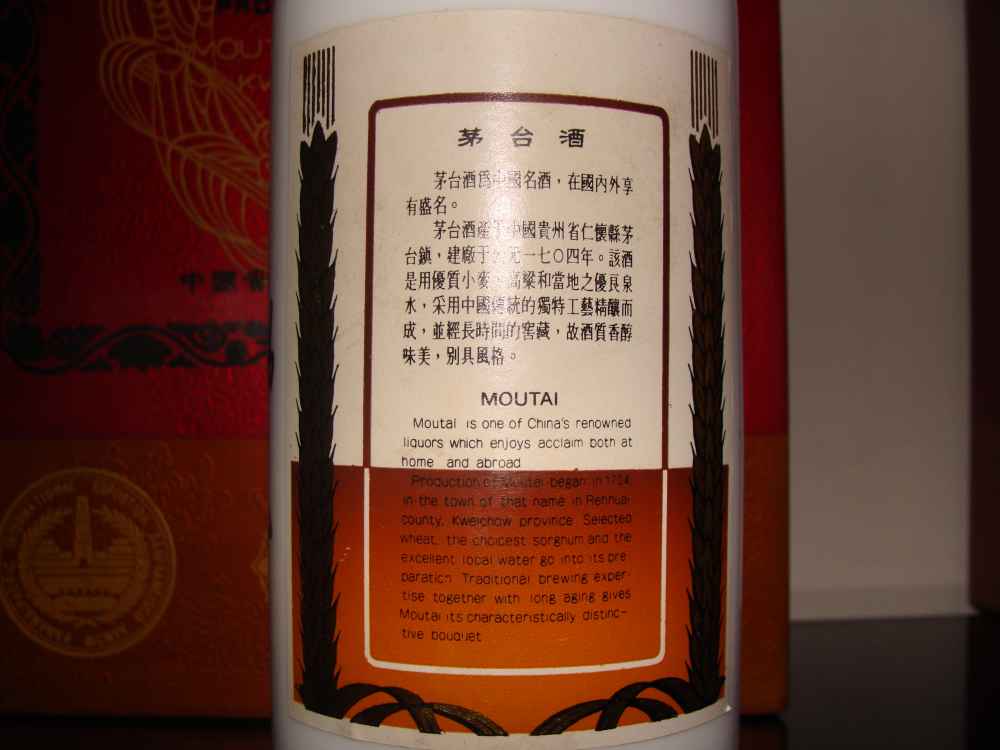 茅台酒
茅台酒爲中國名酒，在國內外享
有盛名。
茅台酒產于中國貴州省仁懷縣茅
台鎮，建廠于公元一七〇四年。該酒
是用優質小麥、高粱和當地之優良泉
水，采用中國傳統的獨特工藝精釀而
成，並經長時間的窖藏，故酒質香醇
味美，別具風格。
MOUTAI
Moutai is one of China's renowned
liquors which enjoys acclaim both at
home and abroad
Production of Moutai began in 1704
in the town of that name in Renhuai
county, Kweichow province Selected
wheat, the choicest sorghum and the
excellent local water go into its pre-
paration Traditional brewing exper-
tise together with long aging gives
Moutai its characteristically distinc-
tive bouquet
MOUTA
KW
中國貴